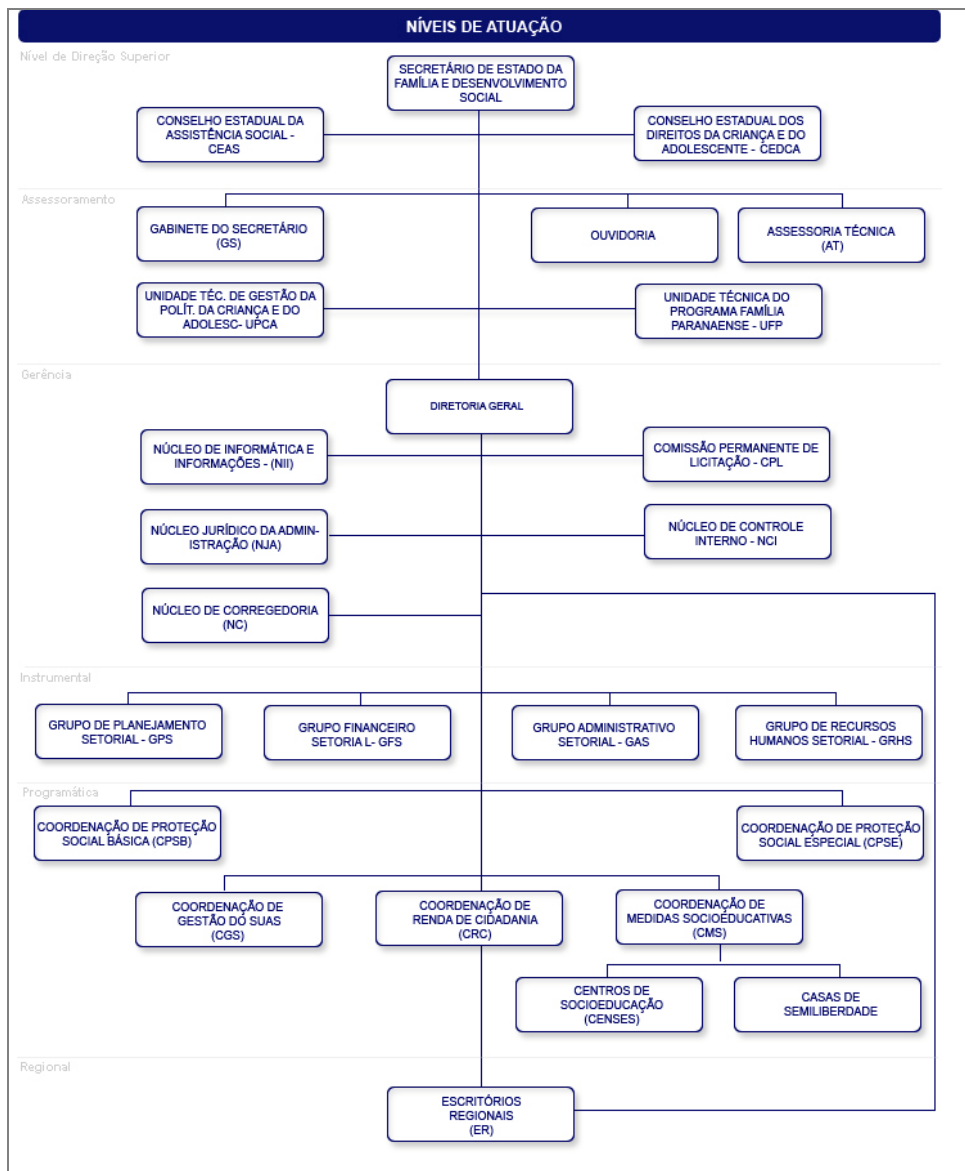 NÍVEIS DE ATUAÇÃO
Nível de Direção Superior
SECRETÁRIO DE ESTADO DA
FAMÍLIA E DESENVOLVIMENTO
SOCIAL
CONSELHO ESTADUAL DA
ASSISTÊNCIA SOCIAL -
CEAS
CONSELHO ESTADUAL DOS
DIREITOS DA CRIANÇA E DO
ADOLESCENTE - CEDCA
Assessoramento
GABINETE DO SECRETÁRIO
(GS)
OUVIDORIA
ASSESSORIA TÉCNICA
(AT)
UNIDADE TÉC. DE GESTÃO DA
POLÍT. DA CRIANÇA E DO
ADOLESC- UPCA
UNIDADE TÉCNICA DO
PROGRAMA FAMÍLIA
PARANAENSE - UFP
Gerência
DIRETORIA GERAL
NÚCLEO DE INFORMÁTICA E
INFORMAÇÕES - (NII)
COMISSÃO PERMANENTE DE
LICITAÇÃO - CPL
NÚCLEO JURÍDICO DA ADMIN-
ISTRAÇÃO (NJA)
NÚCLEO DE CONTROLE
INTERNO - NCI
NÚCLEO DE CORREGEDORIA
(NC)
Instrumental
GRUPO DE PLANEJAMENTO
SETORIAL - GPS
GRUPO FINANCEIRO
SETORIA L- GFS
GRUPO ADMINISTRATIVO
SETORIAL - GAS
GRUPO DE RECURSOS
HUMANOS SETORIAL - GRHS
Programática
COORDENAÇÃO DE PROTEÇÃO
SOCIAL BÁSICA (CPSB)
COORDENAÇÃO DE PROTEÇÃO
SOCIAL ESPECIAL (CPSE)
COORDENAÇÃO DE
GESTÃO DO SUAS
(CGS)
COORDENAÇÃO DE
RENDA DE CIDADANIA
(CRC)
COORDENAÇÃO DE
MEDIDAS SOCIOEDUCATIVAS
(CMS)
CENTROS DE
SOCIOEDUCAÇÃO
(CENSES)
CASAS DE
SEMILIBERDADE
Regional
ESCRITÓRIOS
REGIONAIS
(ER)